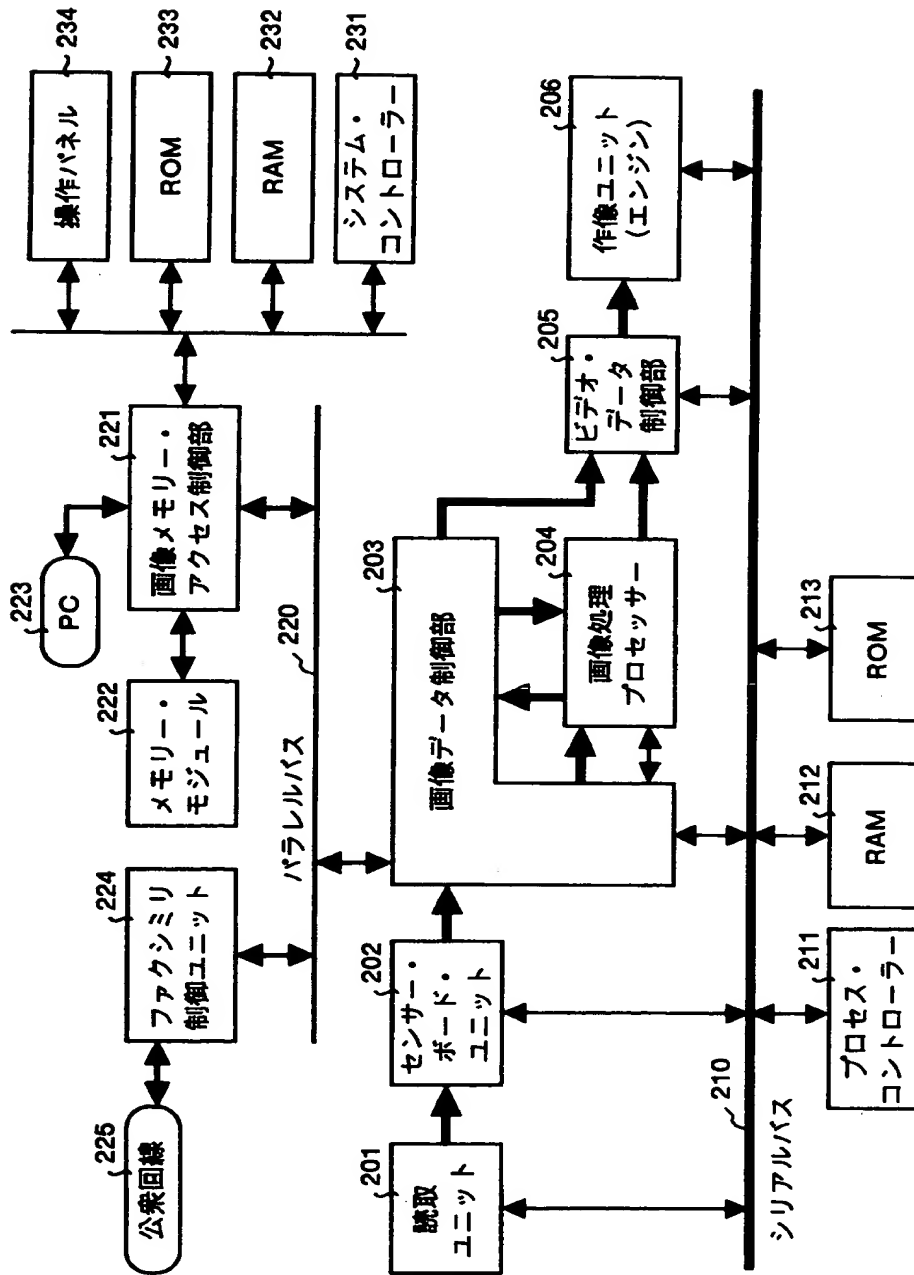 操作パネル
234
ROM
233
RAM
232
システム・
コントローラー
231
PC
223
画像メモリー・
アクセス制御部
221
メモリー・
モジュール
222
ファクシミリ
制御ユニット
224
公衆回線
225
パラレルバス
220
読取
ユニット
201
センサー・
ボード・
ユニット
202
画像データ制御部
203
画像処理
プロセッサー
204
ビデオ・
データ
制御部
205
作像ユニット
(エンジン)
206
シリアルバス
210
プロセス・
コントローラー
211
RAM
212
ROM
213